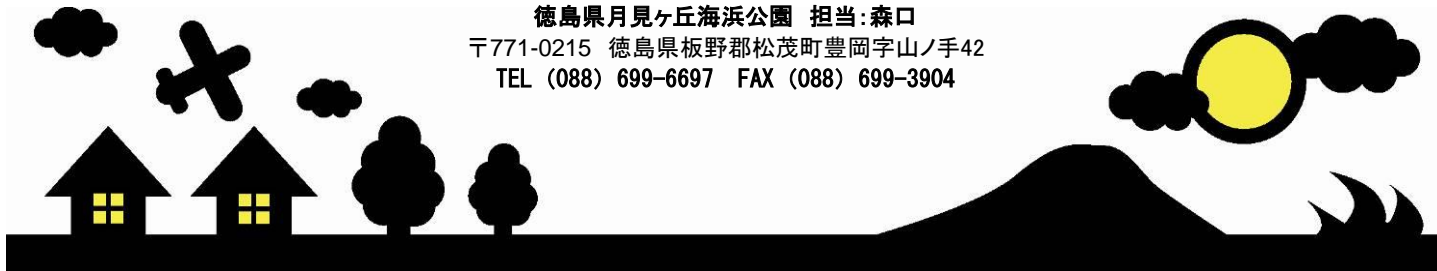 徳島県月見ヶ丘海浜公園 担当:森口
〒771-0215 徳島県板野郡松茂町豊岡字山ノ手42
TEL (088) 699-6697 FAX (088) 699-3904